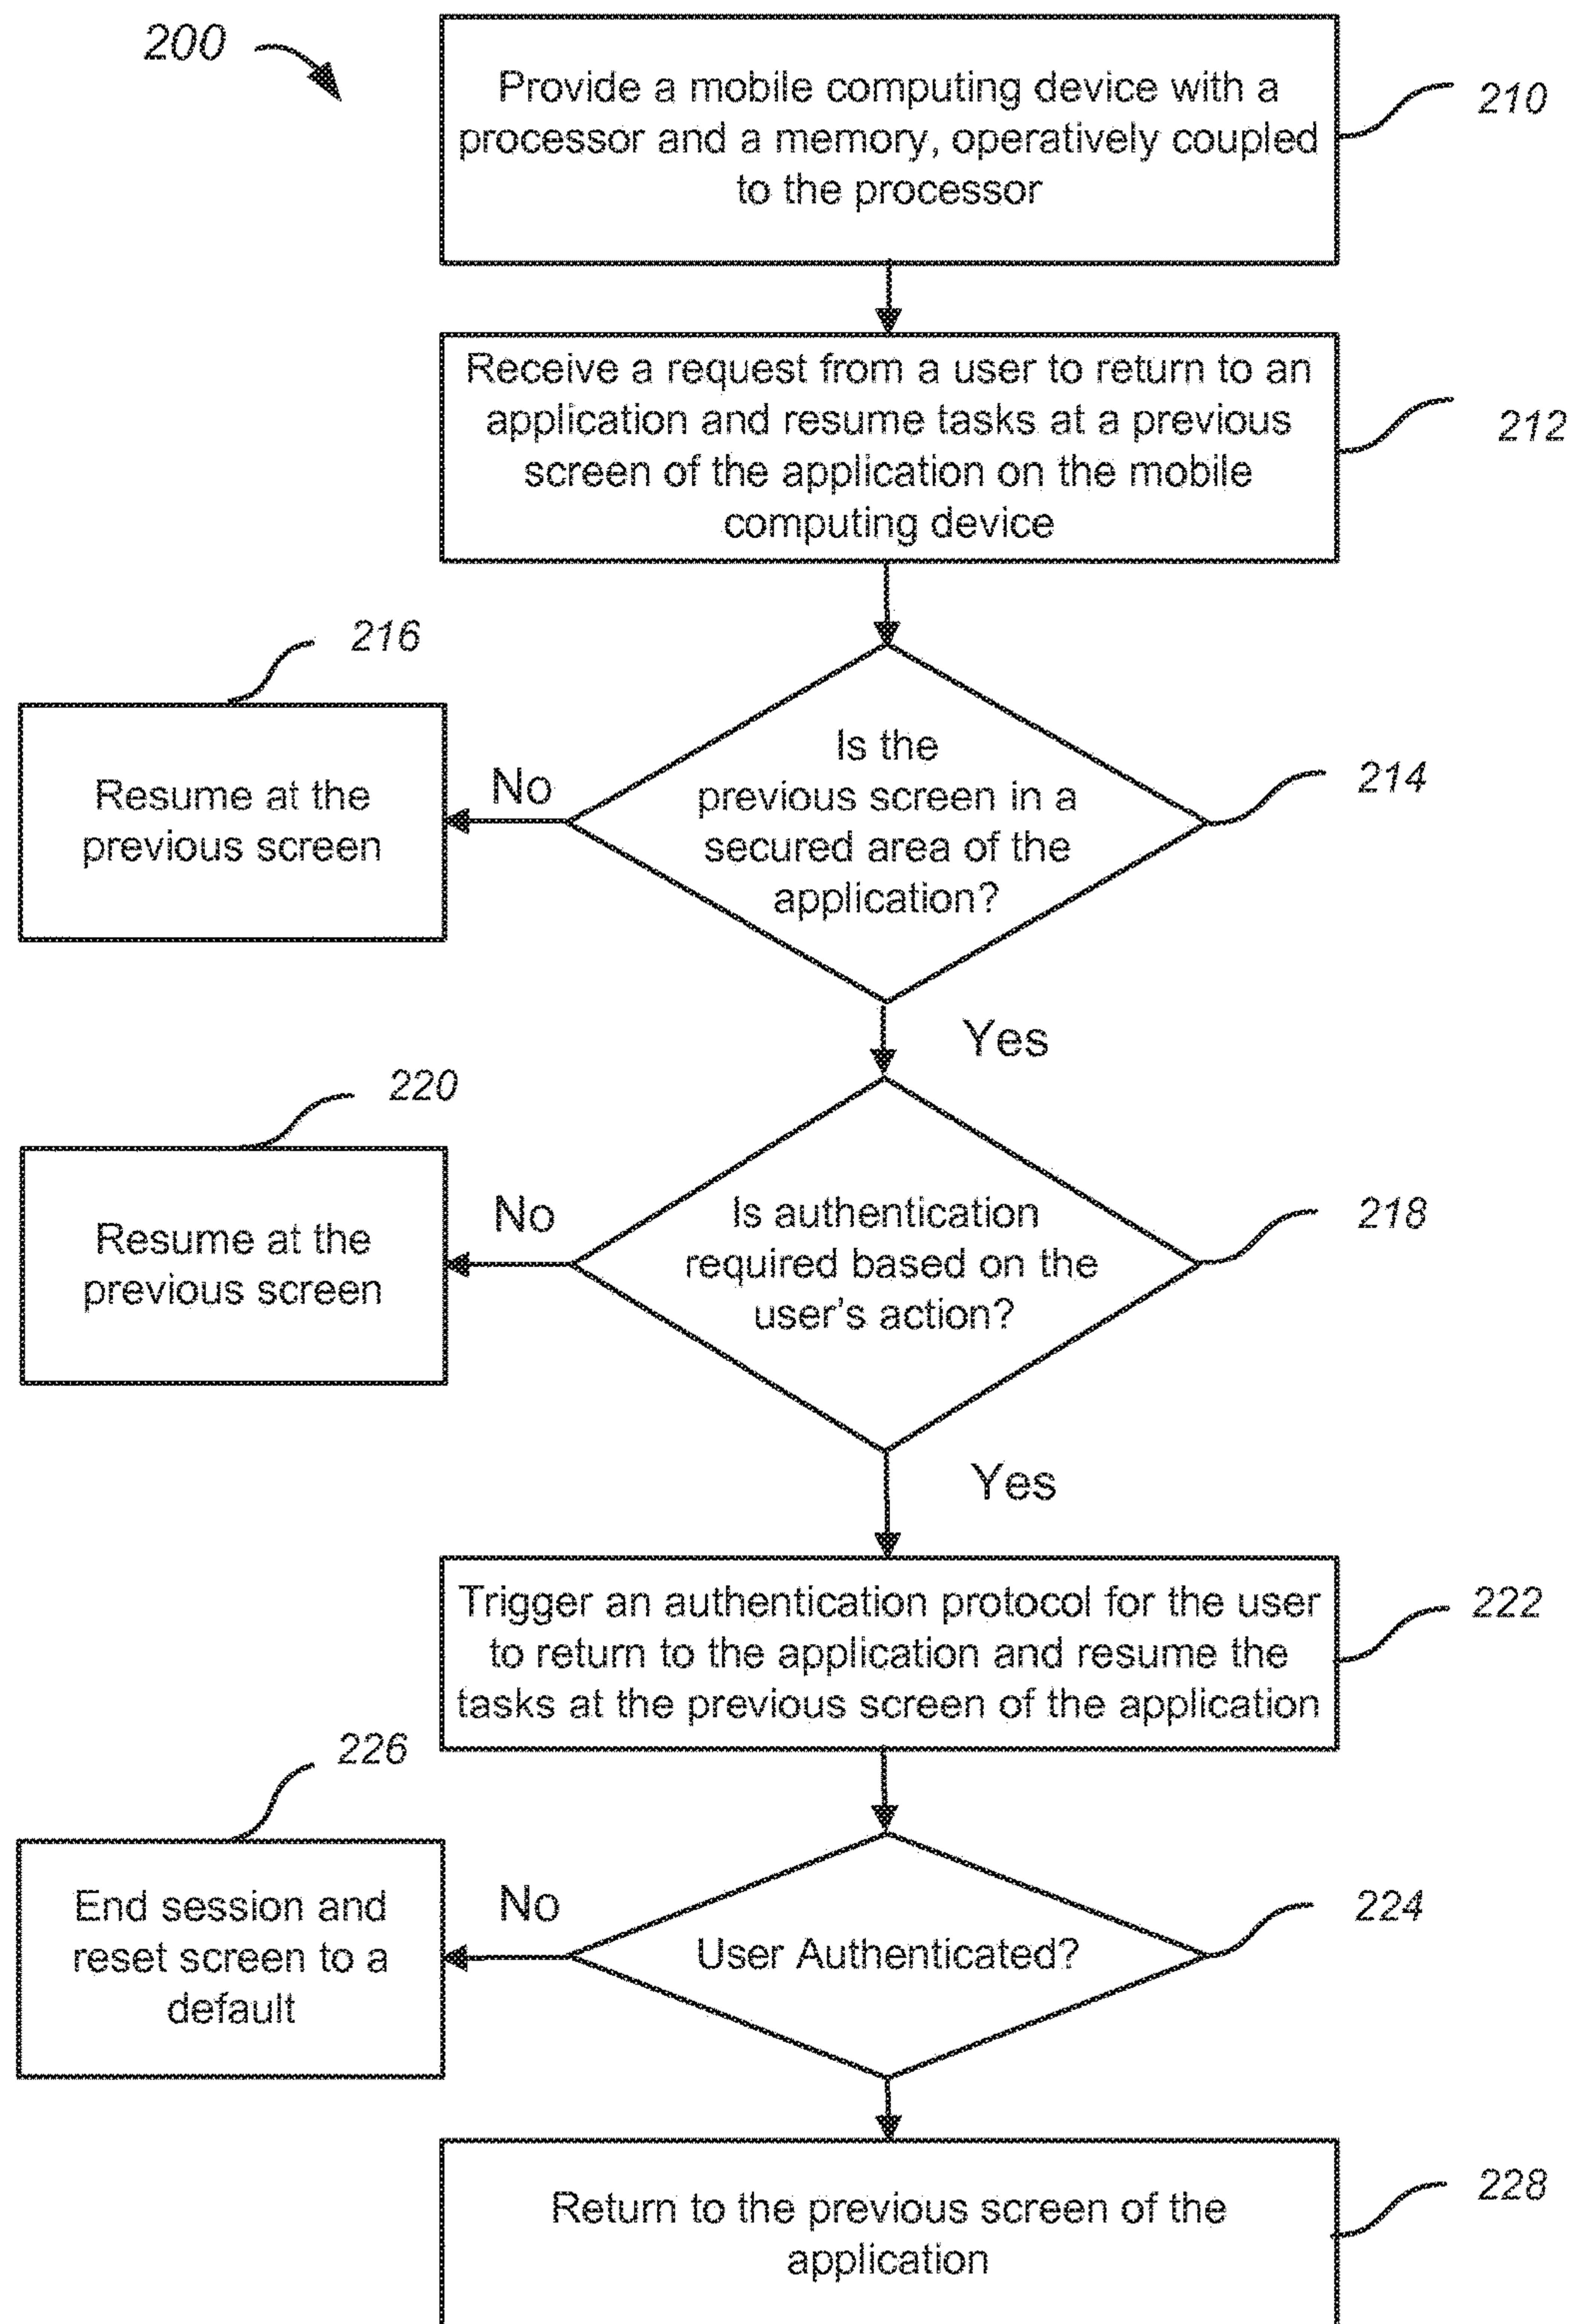 200
Provide a mobile computing device with a
processor and a memory, operatively coupled
to the processor
210
Receive a request from a user to return to an
application and resume tasks at a previous
screen of the application on the mobile
computing device
212
216
Resume at the
previous screen
No
Is the
previous screen in a
secured area of the
application?
214
Yes
220
Resume at the
previous screen
No
Is authentication
required based on the
user's action?
218
Yes
Trigger an authentication protocol for the user
to return to the application and resume the
tasks at the previous screen of the application
222
226
End session and
reset screen to a
default
No
User Authenticated?
224
Return to the previous screen of the
application
228